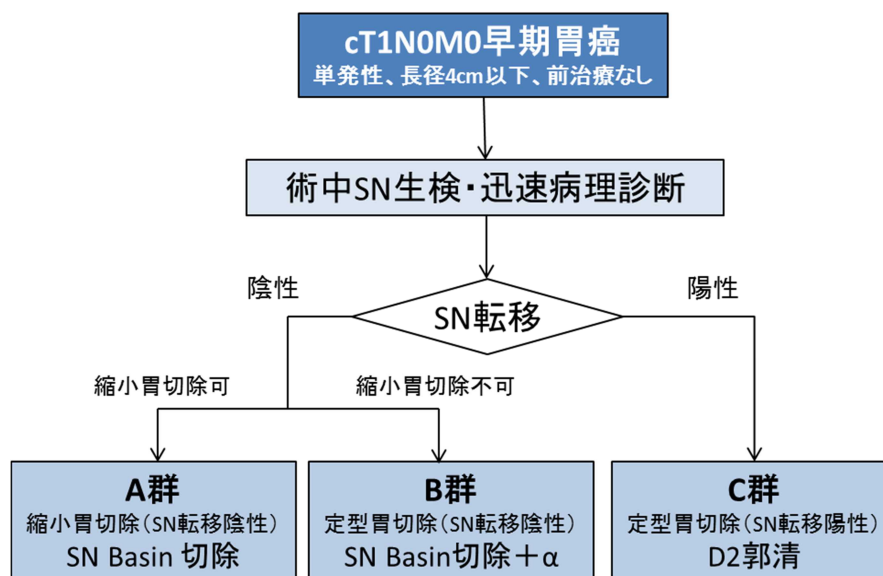 cT1N0M0早期胃癌
単発性、長径4cm以下、前治療なし
術中SN生検・迅速病理診断
陰性
陽性
SN転移
縮小胃切除可
縮小胃切除不可
A群
縮小胃切除（SN転移陰性）
SN Basin 切除
B群
定型胃切除（SN転移陰性）
SN Basin切除＋α
C群
定型胃切除（SN転移陽性）
D2郭清